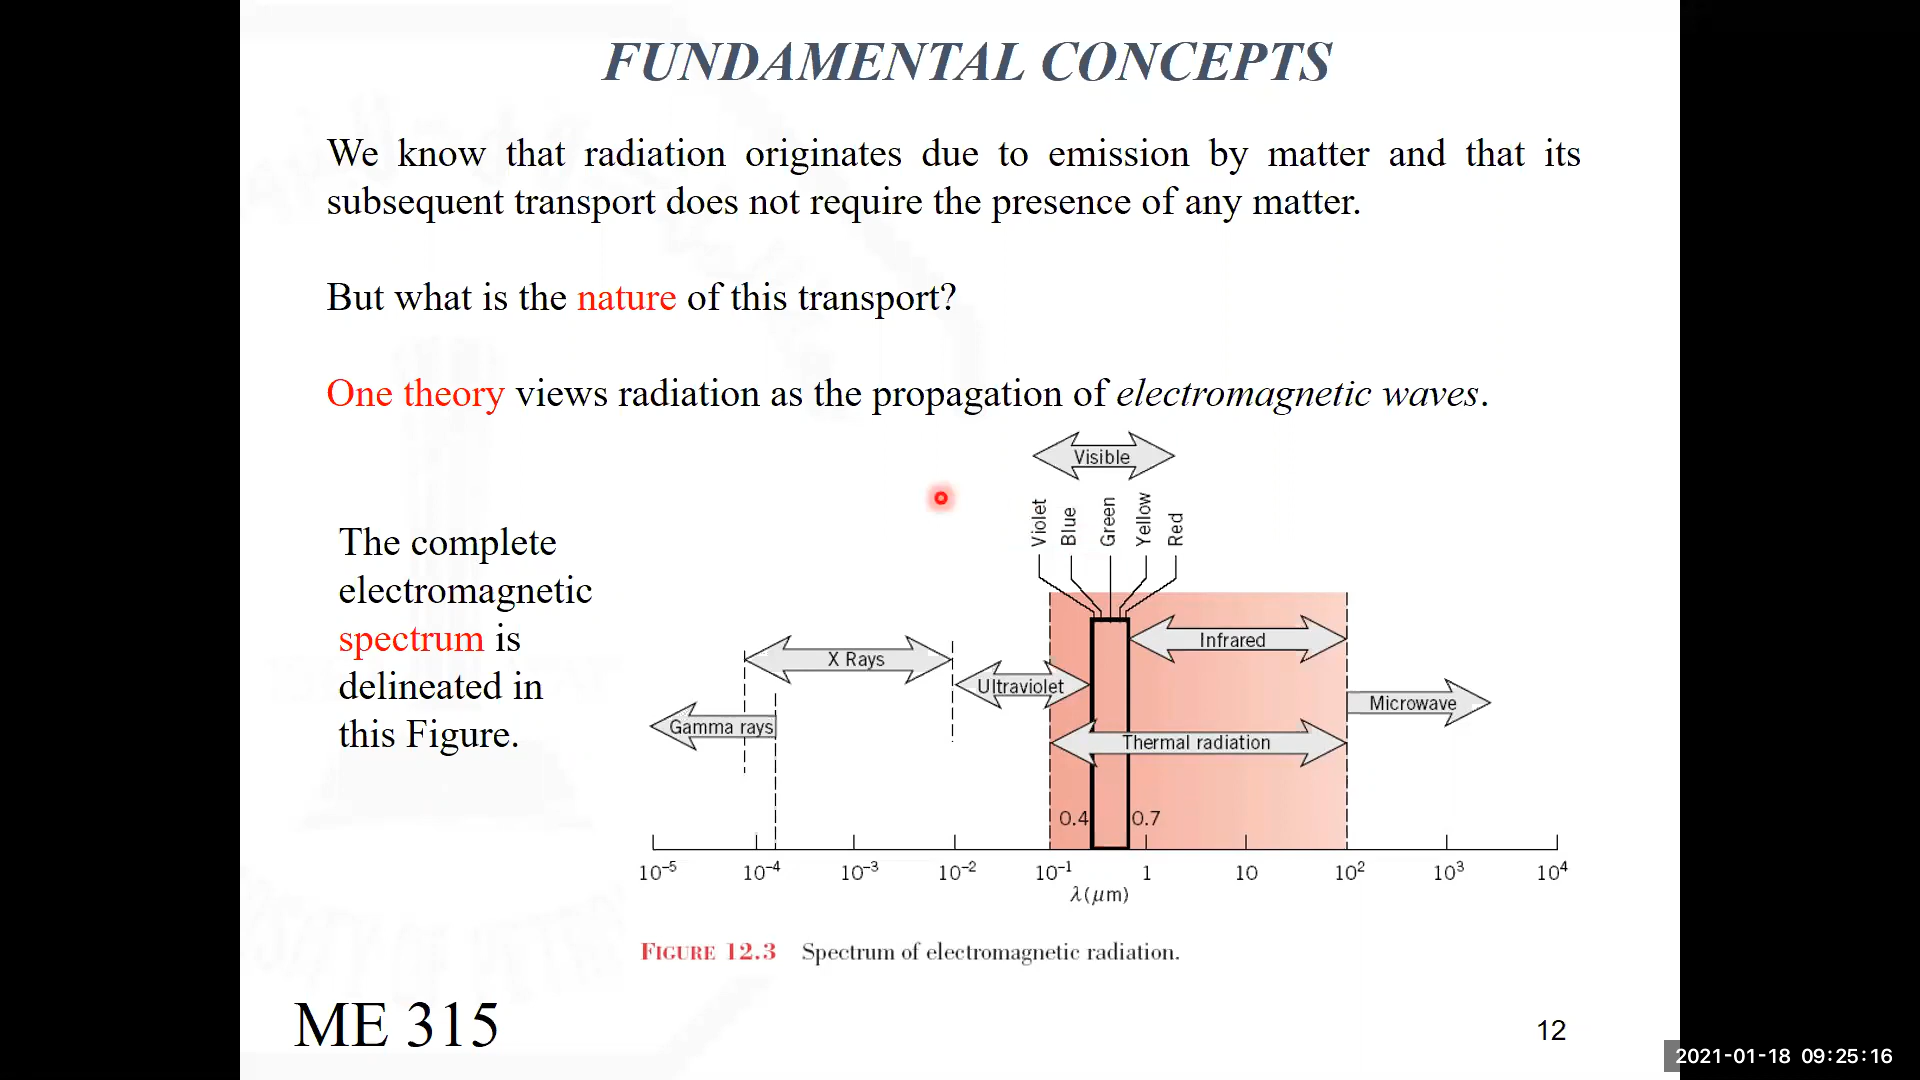 FUNDAMENTAL CONCEPTS
We know that radiation originates due to emission by matter and that its
subsequent transport does not require the presence of any matter.
But what is the nature of this transport?
One theory views radiation as the propagation of electromagnetic waves.
The complete
electromagnetic
spectrum is
delineated in
this Figure.
Visible
Violet
Blue
Green
Yellow
Red
Infrared
X Rays
Ultraviolet
Microwave
Gamma rays
Thermal radiation
0.4
0.7
10⁻⁵ 10⁻⁴ 10⁻³ 10⁻² 10⁻¹ 1 10 10² 10³ 10⁴
λ(μm)
FIGURE 12.3 Spectrum of electromagnetic radiation.
ME 315
12
2021-01-18 09:25:16